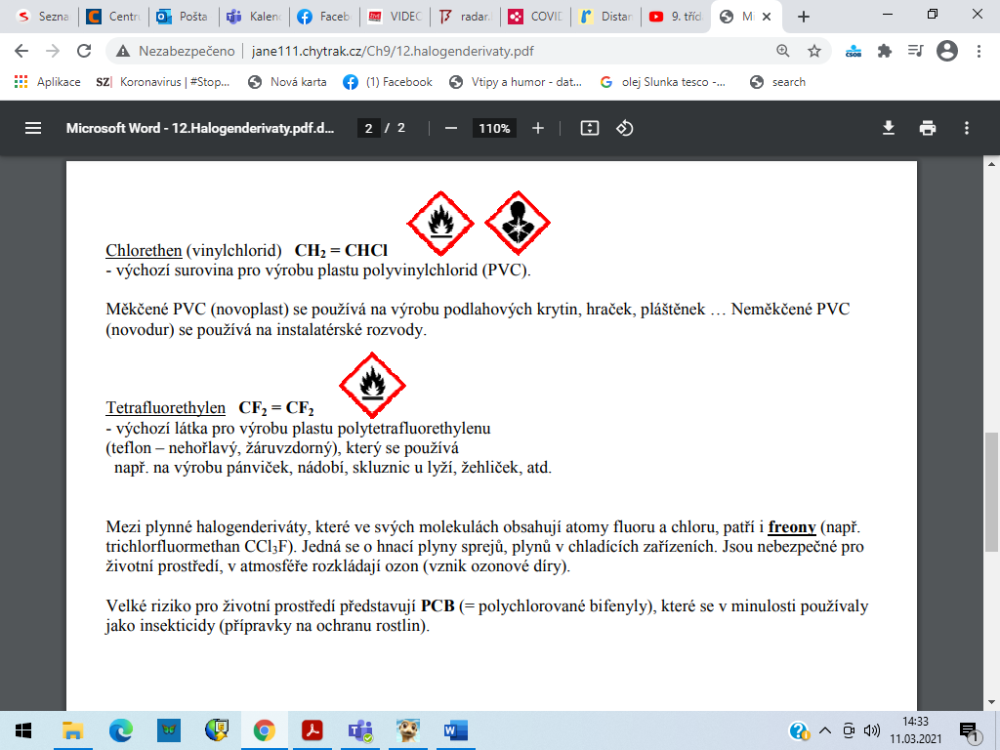 Sezna
Centru
Pošta
Kalend
Faceb
VIDEC
radar.
COVID
Distan
9. tříd
Mi
Nezabezpečeno
jane111.chytrak.cz/Ch9/12.halogenderivaty.pdf
Aplikace
SZ| Koronavirus | #Stop...
Nová karta
(1) Facebook
Vtipy a humor - dat...
olej Slunka tesco -...
search
Microsoft Word - 12.Halogenderivaty.pdf.d...
2 / 2
110%
Chlorethen (vinylchlorid) CH₂ = CHCl
- výchozí surovina pro výrobu plastu polyvinylchlorid (PVC).
Měkčené PVC (novoplast) se používá na výrobu podlahových krytin, hraček, pláštěnek … Neměkčené PVC
(novodur) se používá na instalatérské rozvody.
Tetrafluorethylen CF₂ = CF₂
- výchozí látka pro výrobu plastu polytetrafluorethylenu
(teflon – nehořlavý, žáruvzdorný), který se používá
např. na výrobu pánviček, nádobí, skluznic u lyží, žehliček, atd.
Mezi plynné halogenderiváty, které ve svých molekulách obsahují atomy fluoru a chloru, patří i freony (např.
trichlorfluormethan CCl₃F). Jedná se o hnací plyny sprejů, plynů v chladících zařízeních. Jsou nebezpečné pro
životní prostředí, v atmosféře rozkládají ozon (vznik ozonové díry).
Velké riziko pro životní prostředí představují PCB (= polychlorované bifenyly), které se v minulosti používaly
jako insekticidy (přípravky na ochranu rostlin).
14:33
11.03.2021
1